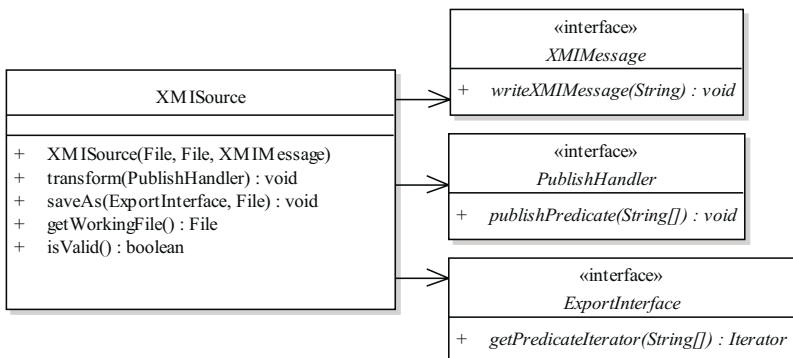 XMISource
+ XMISource(File, File, XMIMessage)
+ transform(PublishHandler) : void
+ saveAs(ExportInterface, File) : void
+ getWorkingFile() : File
+ isValid() : boolean
«interface»
XMIMessage
+ writeXMIMessage(String) : void
«interface»
PublishHandler
+ publishPredicate(String[]) : void
«interface»
ExportInterface
+ getPredicateIterator(String[]) : Iterator